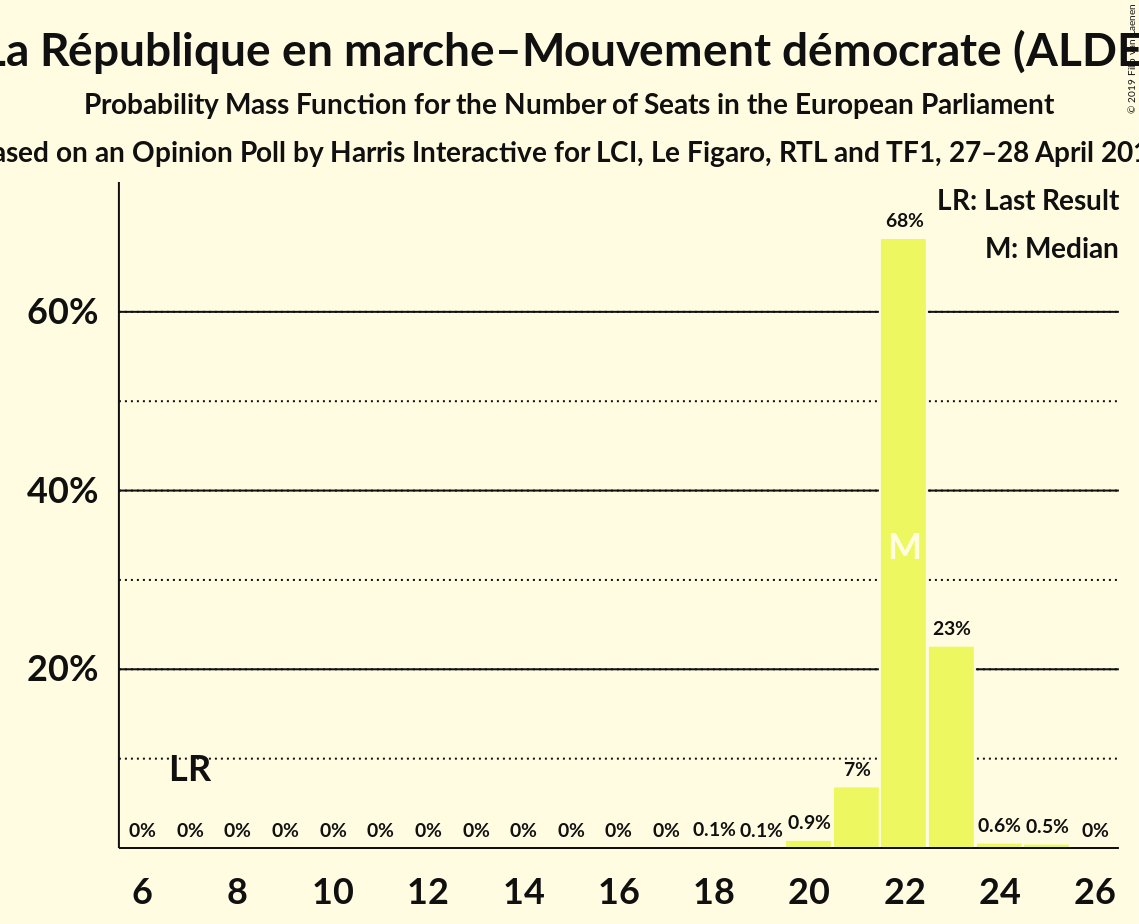 La République en marche–Mouvement démocrate (ALDE
Probability Mass Function for the Number of Seats in the European Parliament
ased on an Opinion Poll by Harris Interactive for LCI, Le Figaro, RTL and TF1, 27–28 April 201
© 2019
LR: Last Result
M: Median
68%
60%
40%
M
23%
20%
LR
7%
0% 0% 0% 0% 0% 0% 0% 0% 0% 0% 0% 0% 0.1% 0.1% 0.9% 0.6% 0.5% 0%
6 8 10 12 14 16 18 20 22 24 26